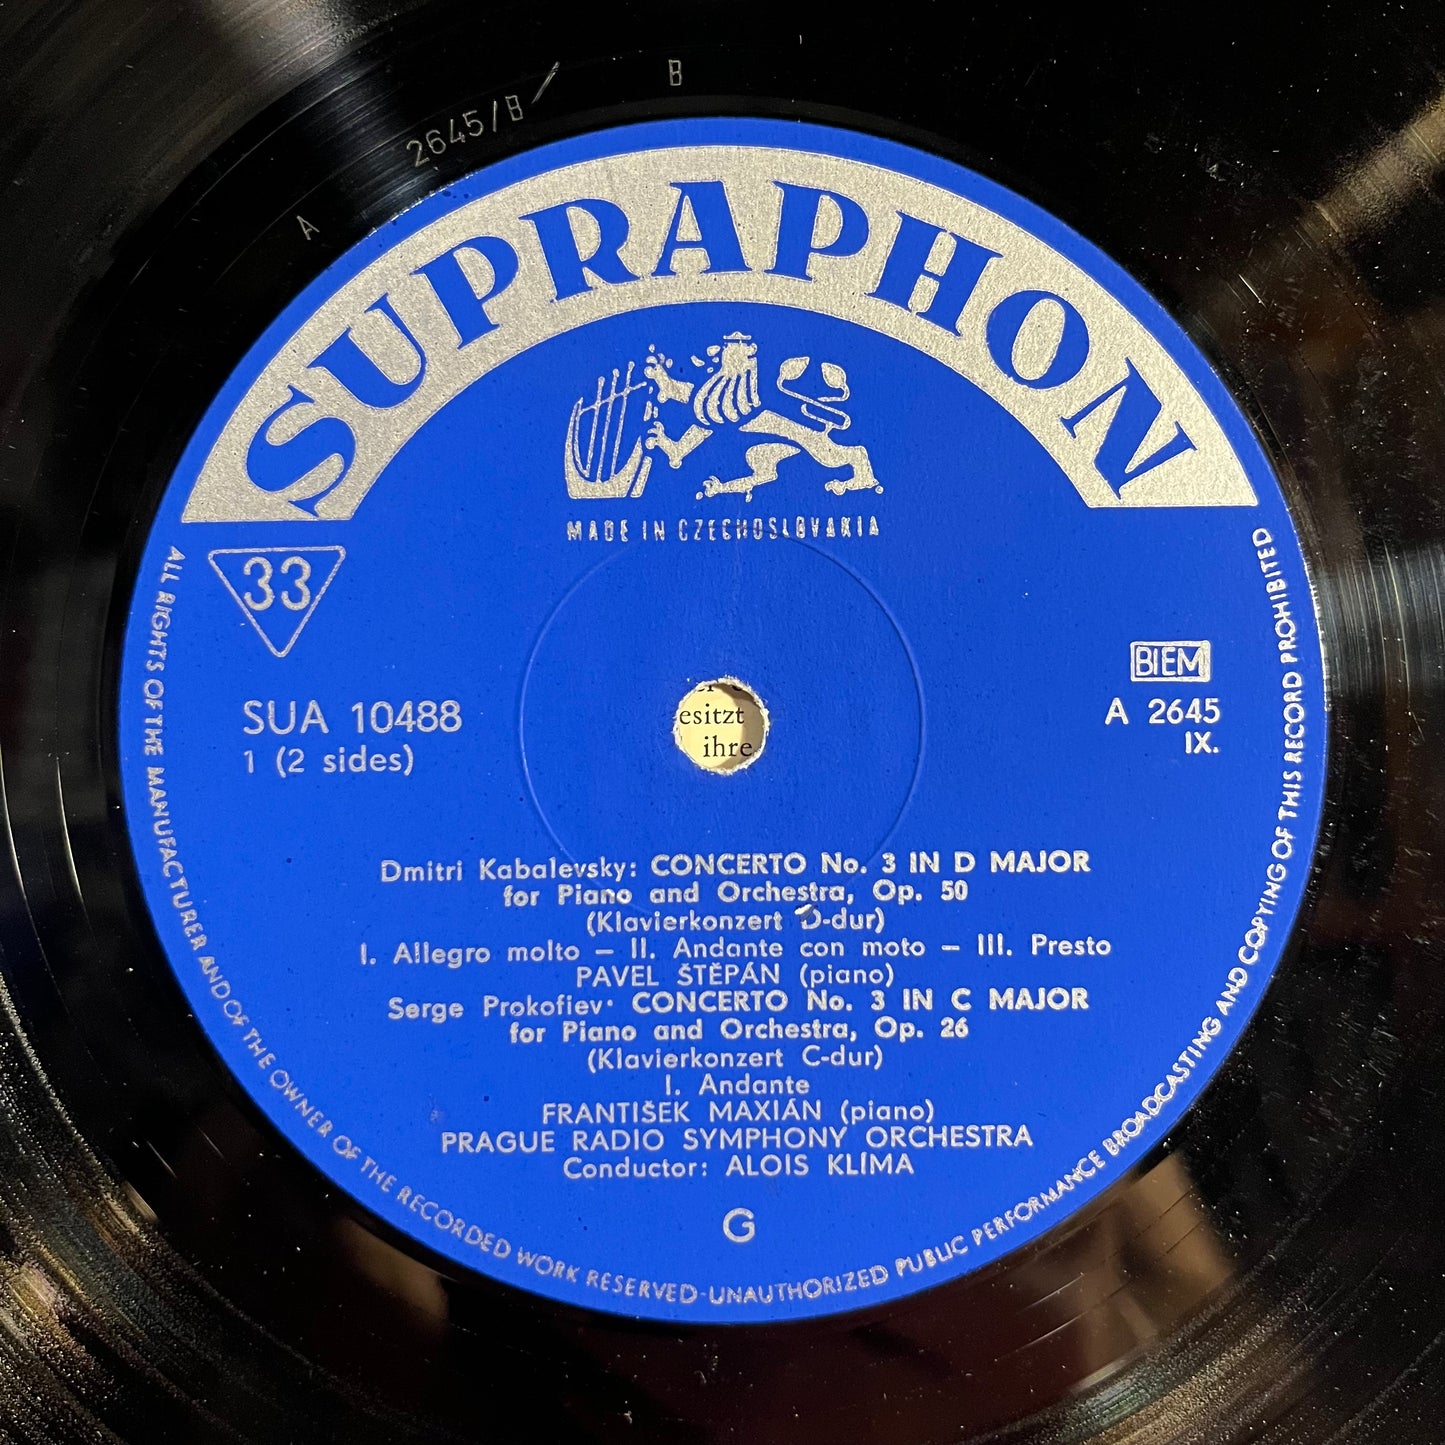 A
2645/B/
B
SUPRAPHON
MADE IN CZECHOSLOVAKIA
33
BIEM
SUA 10488
1 (2 sides)
A 2645
IX.
esitzt
ihre
Dmitri Kabalevsky: CONCERTO No. 3 IN D MAJOR
for Piano and Orchestra, Op. 50
(Klavierkonzert D-dur)
I. Allegro molto – II. Andante con moto – III. Presto
PAVEL ŠTĚPÁN (piano)
Serge Prokofiev· CONCERTO No. 3 IN C MAJOR
for Piano and Orchestra, Op. 26
(Klavierkonzert C-dur)
I. Andante
FRANTIŠEK MAXIÁN (piano)
PRAGUE RADIO SYMPHONY ORCHESTRA
Conductor: ALOIS KLÍMA
G
ALL RIGHTS OF THE MANUFACTURER AND OF THE OWNER OF THE RECORDED WORK RESERVED-UNAUTHORIZED PUBLIC PERFORMANCE BROADCASTING AND COPYING OF THIS RECORD PROHIBITED